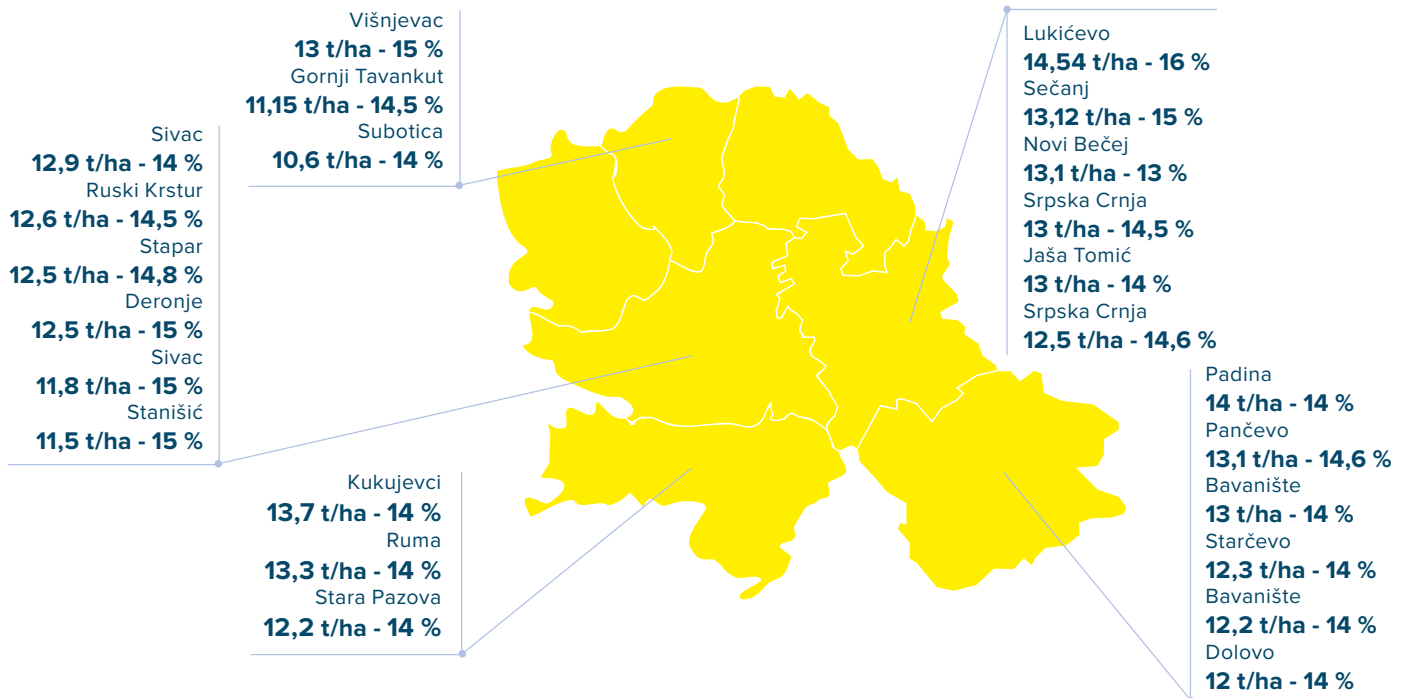 Višnjevac
13 t/ha - 15 %
Gornji Tavankut
11,15 t/ha - 14,5 %
Subotica
10,6 t/ha - 14 %
Sivac
12,9 t/ha - 14 %
Ruski Krstur
12,6 t/ha - 14,5 %
Stapar
12,5 t/ha - 14,8 %
Deronje
12,5 t/ha - 15 %
Sivac
11,8 t/ha - 15 %
Stanišić
11,5 t/ha - 15 %
Kukujevci
13,7 t/ha - 14 %
Ruma
13,3 t/ha - 14 %
Stara Pazova
12,2 t/ha - 14 %
Lukićevo
14,54 t/ha - 16 %
Sečanj
13,12 t/ha - 15 %
Novi Bečej
13,1 t/ha - 13 %
Srpska Crnja
13 t/ha - 14,5 %
Jaša Tomić
13 t/ha - 14 %
Srpska Crnja
12,5 t/ha - 14,6 %
Padina
14 t/ha - 14 %
Pančevo
13,1 t/ha - 14,6 %
Bavanište
13 t/ha - 14 %
Starčevo
12,3 t/ha - 14 %
Bavanište
12,2 t/ha - 14 %
Dolovo
12 t/ha - 14 %